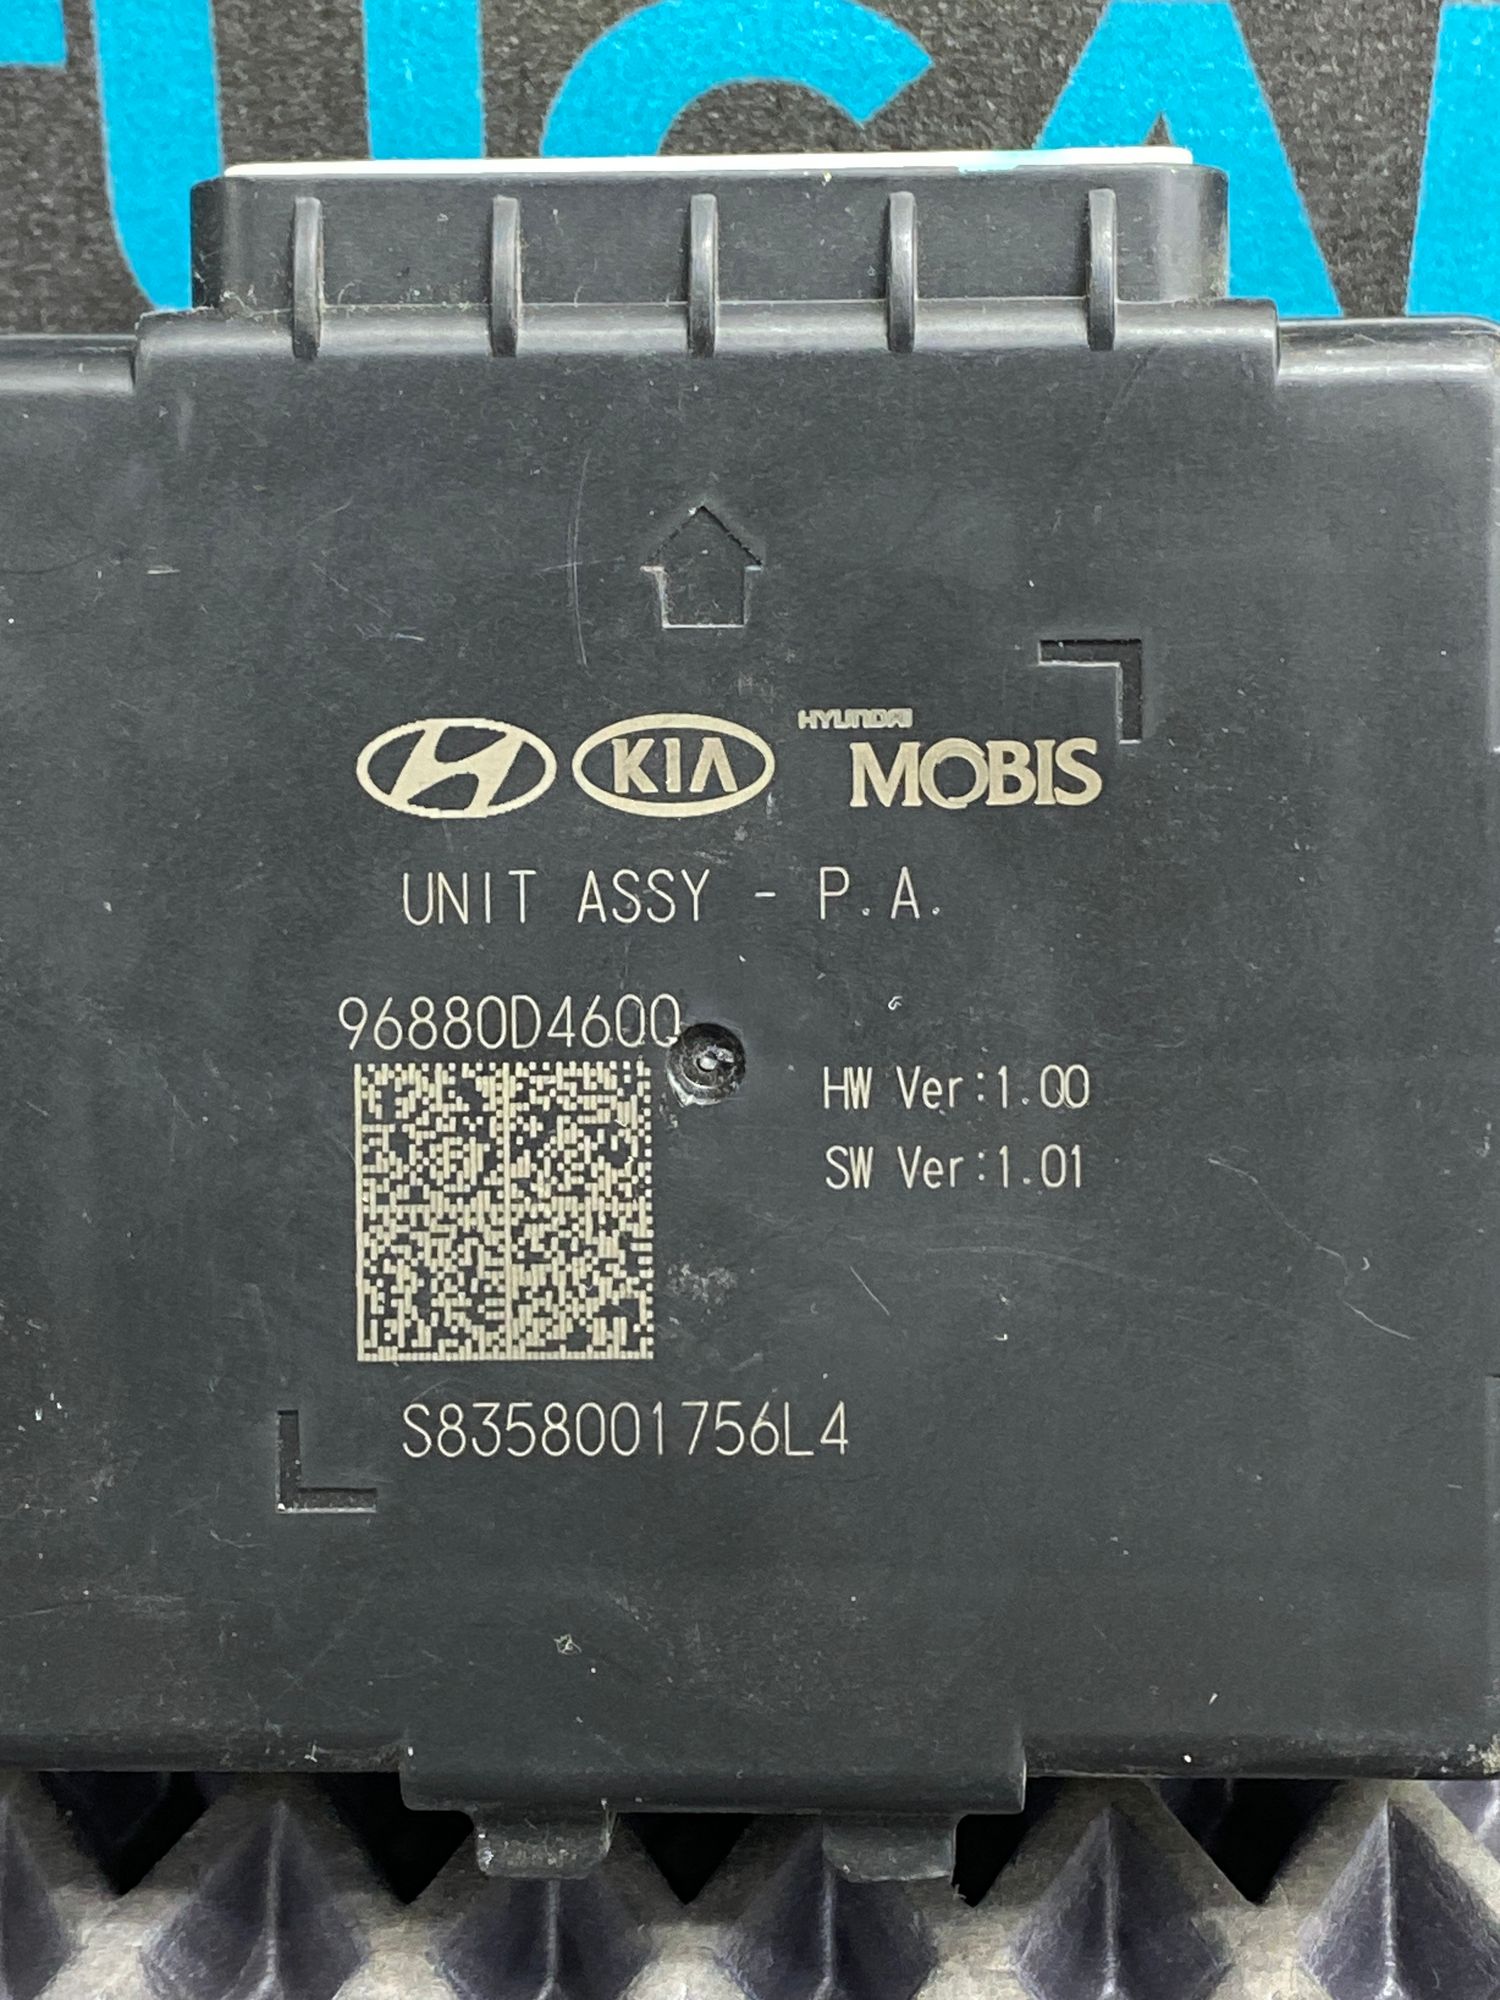 KIA HYUNDAI MOBIS
UNIT ASSY - P.A.
96880D4600
HW Ver:1.00
SW Ver:1.01
S8358001756L4